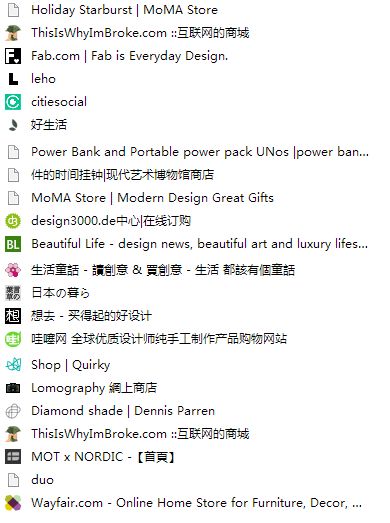 Holiday Starburst | MoMA Store
ThisIsWhyImBroke.com ::互联网的商城
Fab.com | Fab is Everyday Design.
leho
citiesocial
好生活
Power Bank and Portable power pack UNos |power ban...
件的时间挂钟|现代艺术博物馆商店
MoMA Store | Modern Design Great Gifts
design3000.de中心|在线订购
Beautiful Life - design news, beautiful art and luxury lifes...
生活童話 - 讀創意 & 買創意 - 生活 都該有個童話
日本の暮ら
想去 - 买得起的好设计
哇噻网 全球优质设计师纯手工制作产品购物网站
Shop | Quirky
Lomography 網上商店
Diamond shade | Dennis Parren
ThisIsWhyImBroke.com ::互联网的商城
MOT x NORDIC -【首頁】
duo
Wayfair.com - Online Home Store for Furniture, Decor, ...